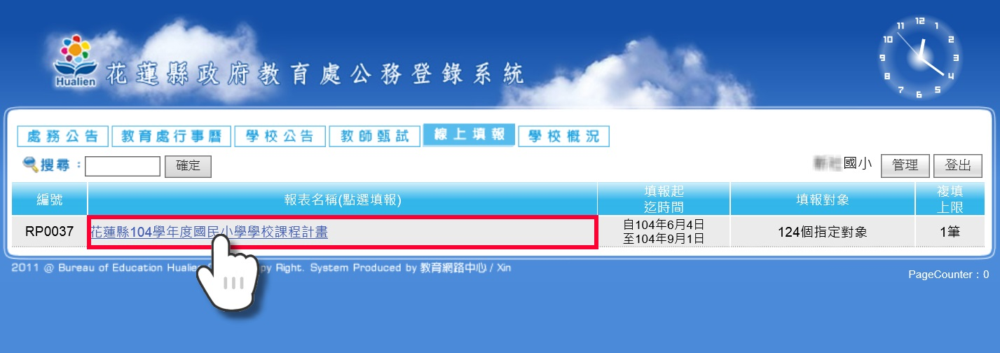 12
11
1
10
2
9
3
8
4
7
5
6
Hualien
花蓮縣政府教育處公務登錄系統
處務公告 教育處行事曆 學校公告 教師甄試 線上填報 學校概況
搜尋： 確定 國小 管理 登出
編號 報表名稱(點選填報) 填報起
迄時間 填報對象 複填
上限
RP0037 花蓮縣104學年度國民小學學校課程計畫 自104年6月4日
至104年9月1日 124個指定對象 1筆
2011 @ Bureau of Education py Right. System Produced by 教育網路中心 / Xin
PageCounter : 0